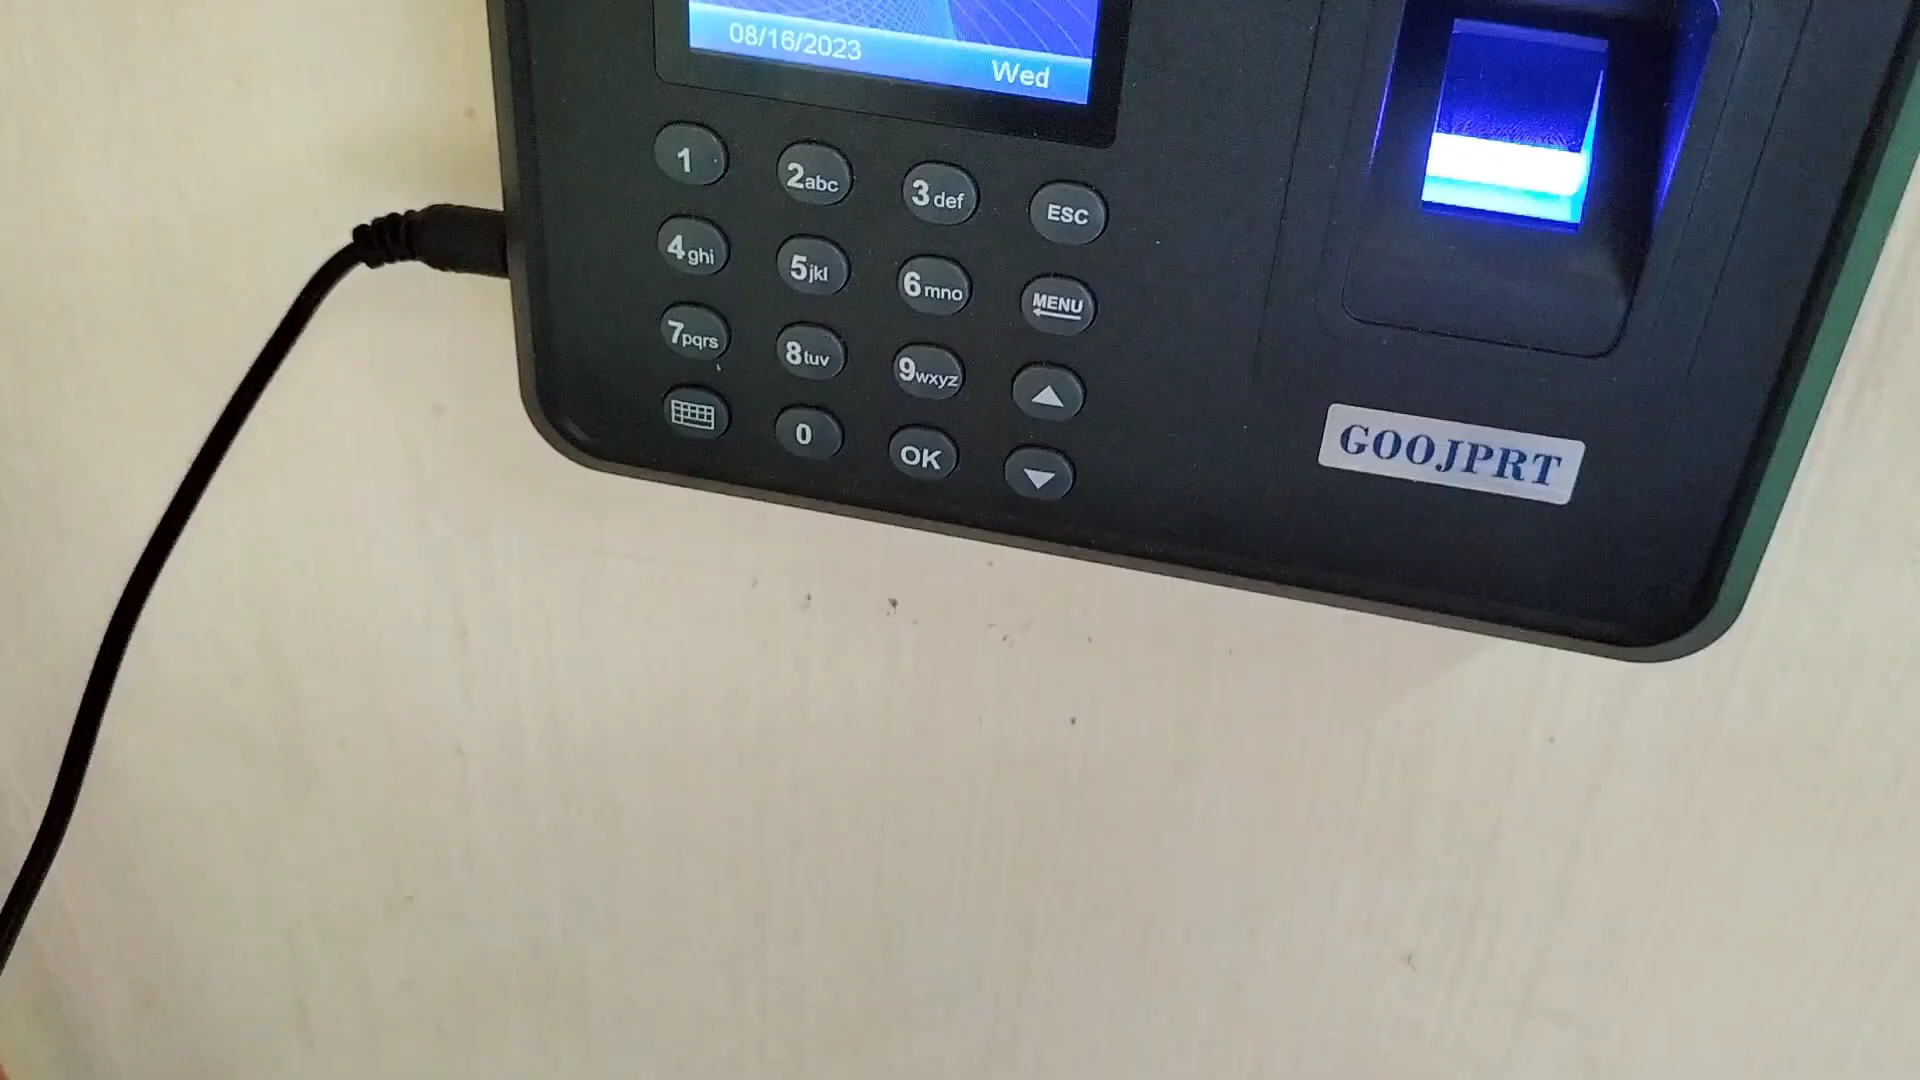 08/16/2023
Wed
1 2abc 3def ESC
4ghi 5jkl 6mno MENU
7pqrs 8tuv 9wxyz
0 OK
GOOJPRT